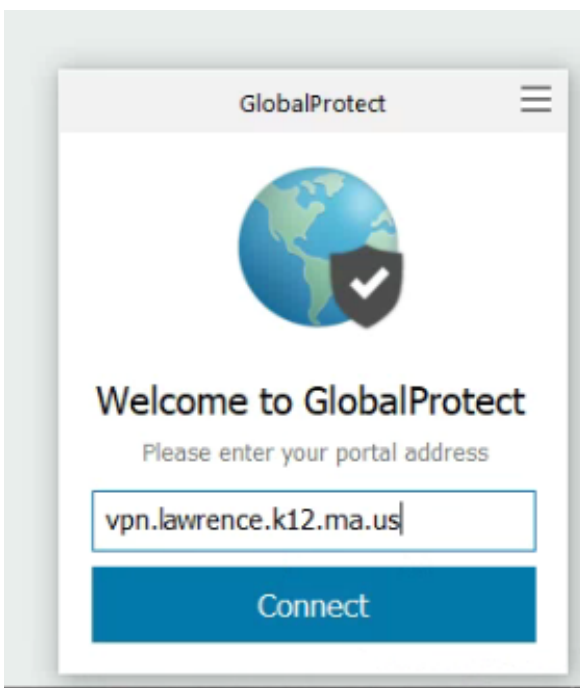 GlobalProtect
Welcome to GlobalProtect
Please enter your portal address
vpn.lawrence.k12.ma.us
Connect